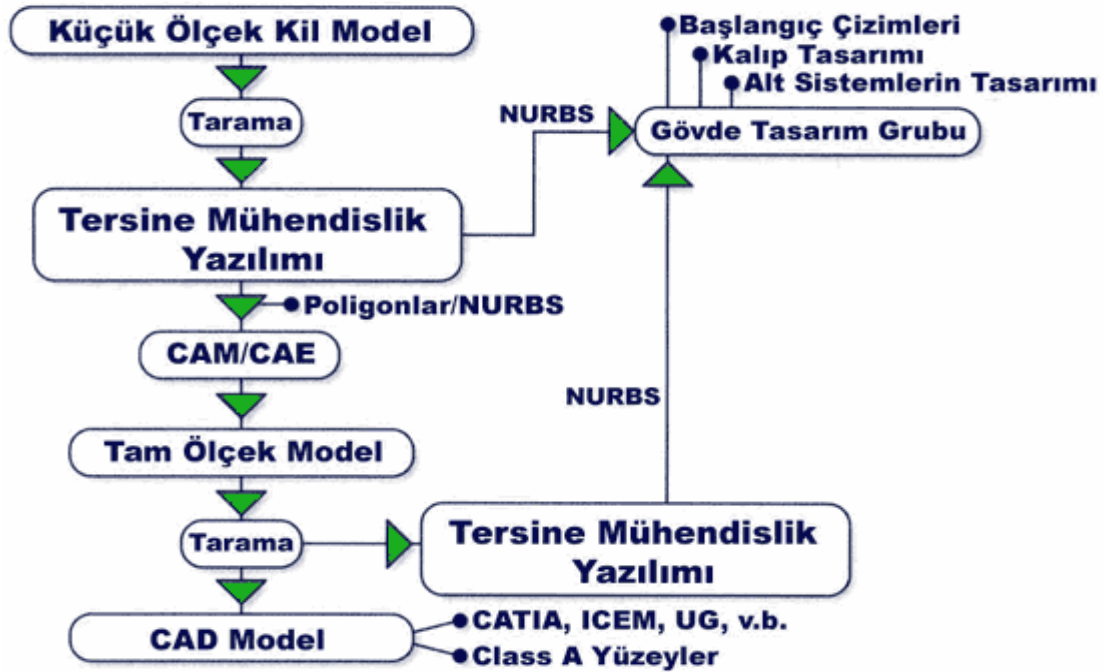 Küçük Ölçek Kil Model
Tarama
Tersine Mühendislik
Yazılımı
Poligonlar/NURBS
CAM/CAE
Tam Ölçek Model
Tarama
CAD Model
CATIA, ICEM, UG, v.b.
Class A Yüzeyler
Tersine Mühendislik
Yazılımı
NURBS
NURBS
Başlangıç Çizimleri
Kalıp Tasarımı
Alt Sistemlerin Tasarımı
Gövde Tasarım Grubu